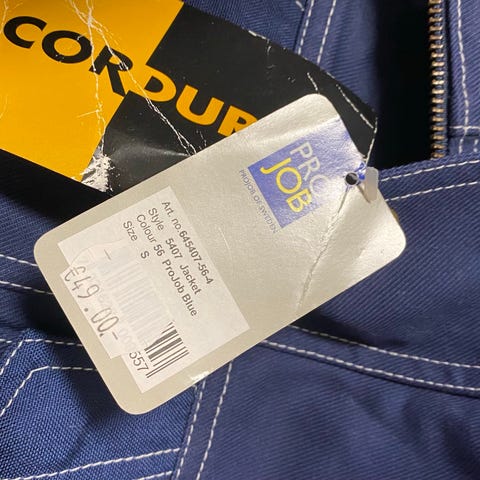 CORDUR
PRO
JOB
PROJOB OF SWEDEN
Art. no. 645407-56-4
Style 5407 Jacket
Colour 56 ProJob Blue
Size S
€49.00.-
557